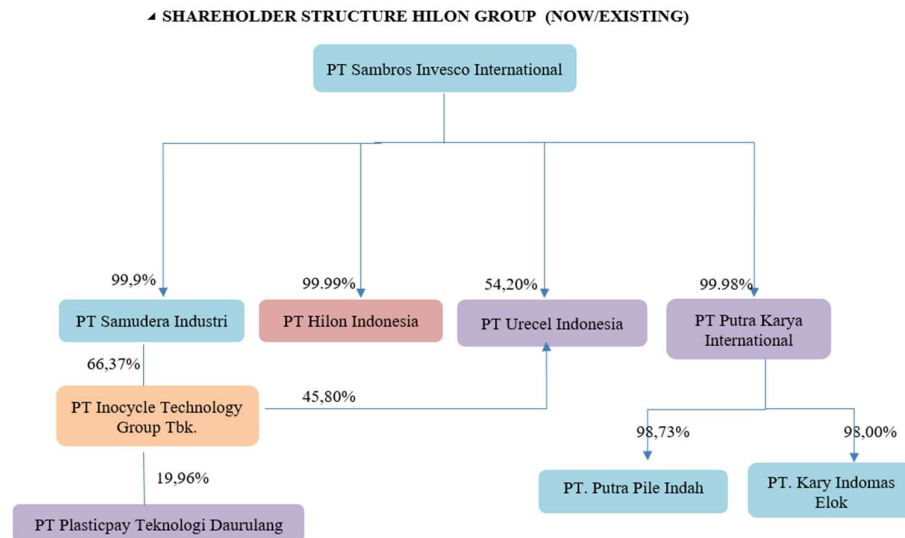 SHAREHOLDER STRUCTURE HILON GROUP (NOW/EXISTING)
PT Sambros Invesco International
99,9%
99.99%
54,20%
99.98%
PT Samudera Industri
PT Hilon Indonesia
PT Urecel Indonesia
PT Putra Karya
International
66,37%
PT Inocycle Technology
Group Tbk.
45,80%
98,73%
98,00%
19,96%
PT. Putra Pile Indah
PT. Kary Indomas
Elok
PT Plasticpay Teknologi Daurulang